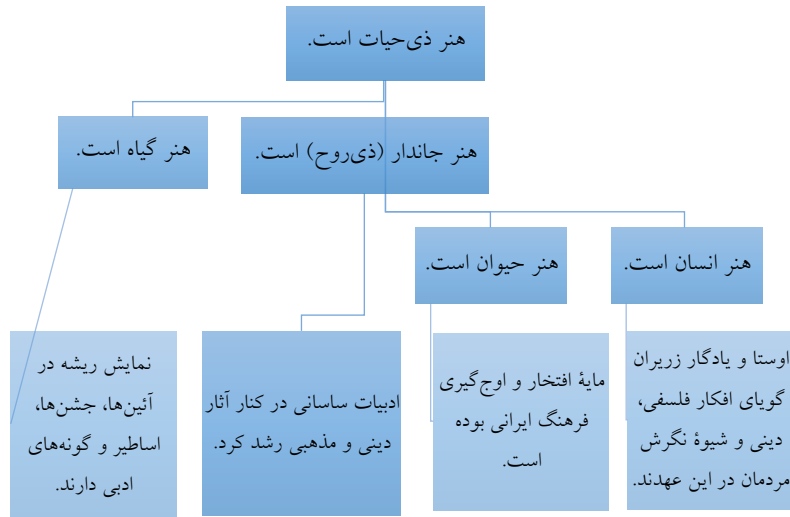 هنر ذی‌حیات است.
هنر جاندار (ذی‌روح) است.
هنر گیاه است.
هنر انسان است.
هنر حیوان است.
اوستا و یادگار زریران
گویای افکار فلسفی،
دینی و شیوۀ نگرش
مردمان در این عهدند.
مایۀ افتخار و اوج‌گیری
فرهنگ ایرانی بوده
است.
ادبیات ساسانی در کنار آثار
دینی و مذهبی رشد کرد.
نمایش ریشه در
آئین‌ها، جشن‌ها،
اساطیر و گونه‌های
ادبی دارند.